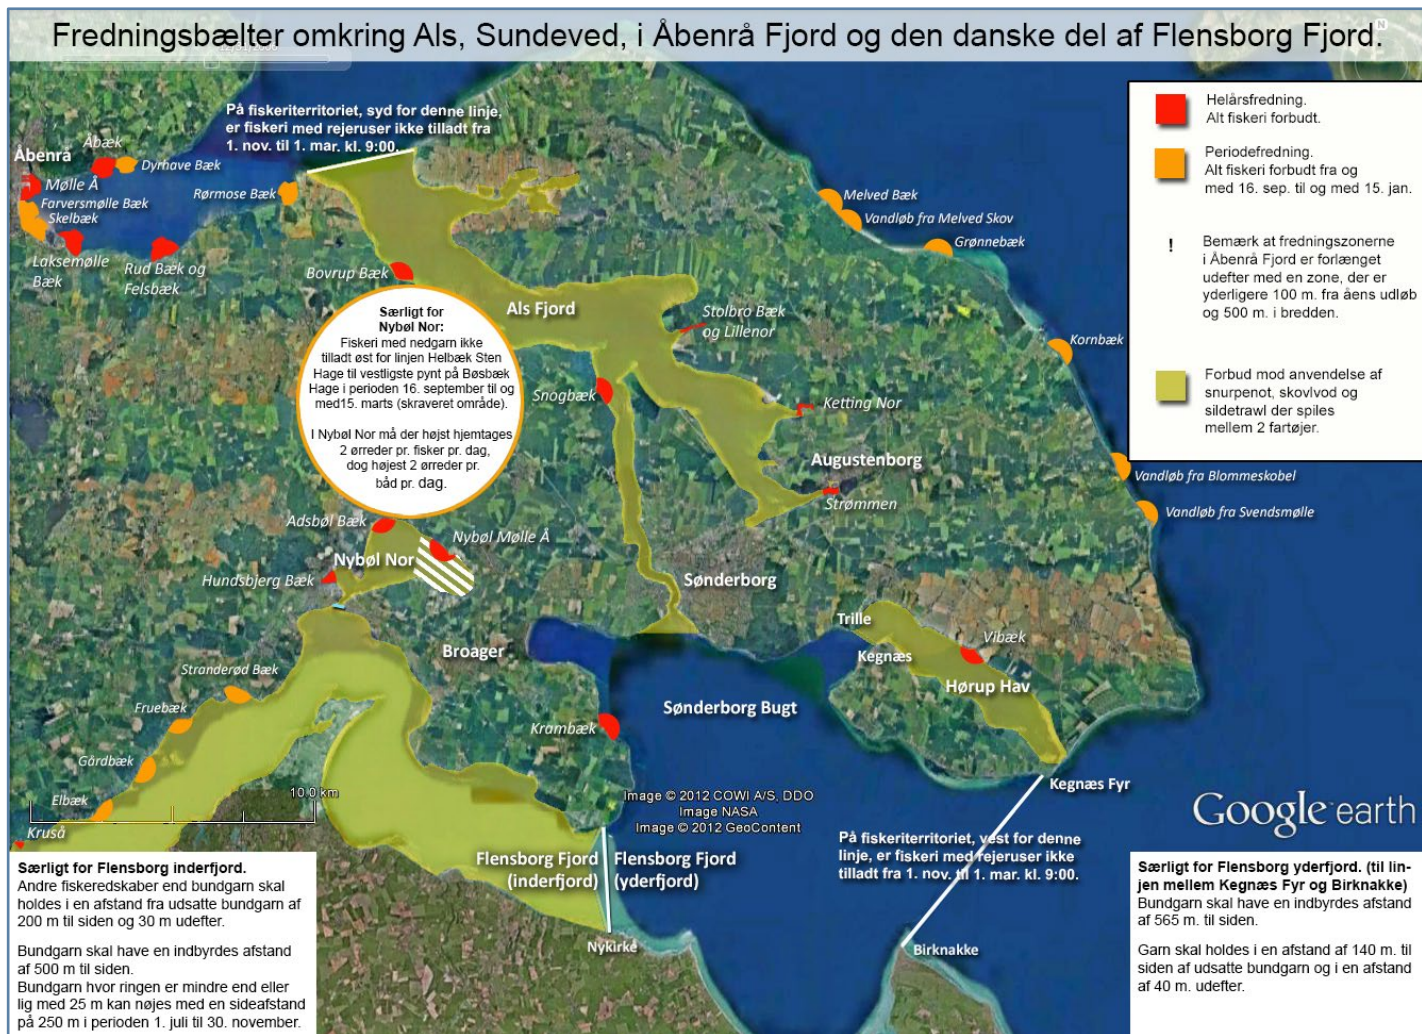 Fredningsbælter omkring Als, Sundeved, i Åbenrå Fjord og den danske del af Flensborg Fjord.
N
På fiskeriterritoriet, syd for denne linje,
er fiskeri med rejeruser ikke tilladt fra
1. nov. til 1. mar. kl. 9:00.
Helårsfredning.
Alt fiskeri forbudt.
Periodefredning.
Alt fiskeri forbudt fra og
med 16. sep. til og med 15. jan.
!
Bemærk at fredningszonerne
i Åbenrå Fjord er forlænget
udefter med en zone, der er
yderligere 100 m. fra åens udløb
og 500 m. i bredden.
Forbud mod anvendelse af
snurpenot, skovlvod og
sildetrawl der spiles
mellem 2 fartøjer.
Åbenrå
Åbæk
Dyrhave Bæk
Mølle Å
Farversmølle Bæk
Skelbæk
Laksemølle
Bæk
Rud Bæk og
Felsbæk
Rørmose Bæk
Bovrup Bæk
Melved Bæk
Vandløb fra Melved Skov
Grønnebæk
Kornbæk
Vandløb fra Blommeskobel
Vandløb fra Svendsmølle
Als Fjord
Stolbro Bæk
og Lillenor
Snogbæk
Ketting Nor
Augustenborg
Strømmen
Særligt for
Nybøl Nor:
Fiskeri med nedgarn ikke
tilladt øst for linjen Helbæk Sten
Hage til vestligste pynt på Bøsbæk
Hage i perioden 16. september til og
med15. marts (skraveret område).
I Nybøl Nor må der højst hjemtages
2 ørreder pr. fisker pr. dag,
dog højest 2 ørreder pr.
båd pr. dag.
Adsbøl Bæk
Nybøl Mølle Å
Nybøl Nor
Hundsbjerg Bæk
Sønderborg
Trille
Kegnæs
Vibæk
Hørup Hav
Broager
Stranderød Bæk
Fruebæk
Gårdbæk
Elbæk
Kruså
Krambæk
Sønderborg Bugt
10.0 km
Image © 2012 COWI A/S, DDO
Image NASA
Image © 2012 GeoContent
Kegnæs Fyr
Google earth
På fiskeriterritoriet, vest for denne
linje, er fiskeri med rejeruser ikke
tilladt fra 1. nov. til 1. mar. kl. 9:00.
Flensborg Fjord
(inderfjord)
Flensborg Fjord
(yderfjord)
Nykirke
Birknakke
Særligt for Flensborg inderfjord.
Andre fiskeredskaber end bundgarn skal
holdes i en afstand fra udsatte bundgarn af
200 m til siden og 30 m udefter.
Bundgarn skal have en indbyrdes afstand
af 500 m til siden.
Bundgarn hvor ringen er mindre end eller
lig med 25 m kan nøjes med en sideafstand
på 250 m i perioden 1. juli til 30. november.
Særligt for Flensborg yderfjord. (til lin-
jen mellem Kegnæs Fyr og Birknakke)
Bundgarn skal have en indbyrdes afstand
af 565 m. til siden.
Garn skal holdes i en afstand af 140 m. til
siden af udsatte bundgarn og i en afstand
af 40 m. udefter.